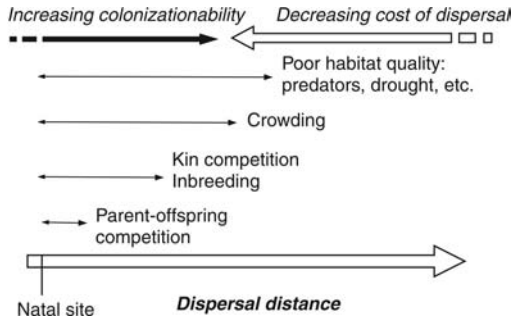 Increasing colonizationability Decreasing cost of dispersal
Poor habitat quality:
predators, drought, etc.
Crowding
Kin competition
Inbreeding
Parent-offspring
competition
Natal site Dispersal distance